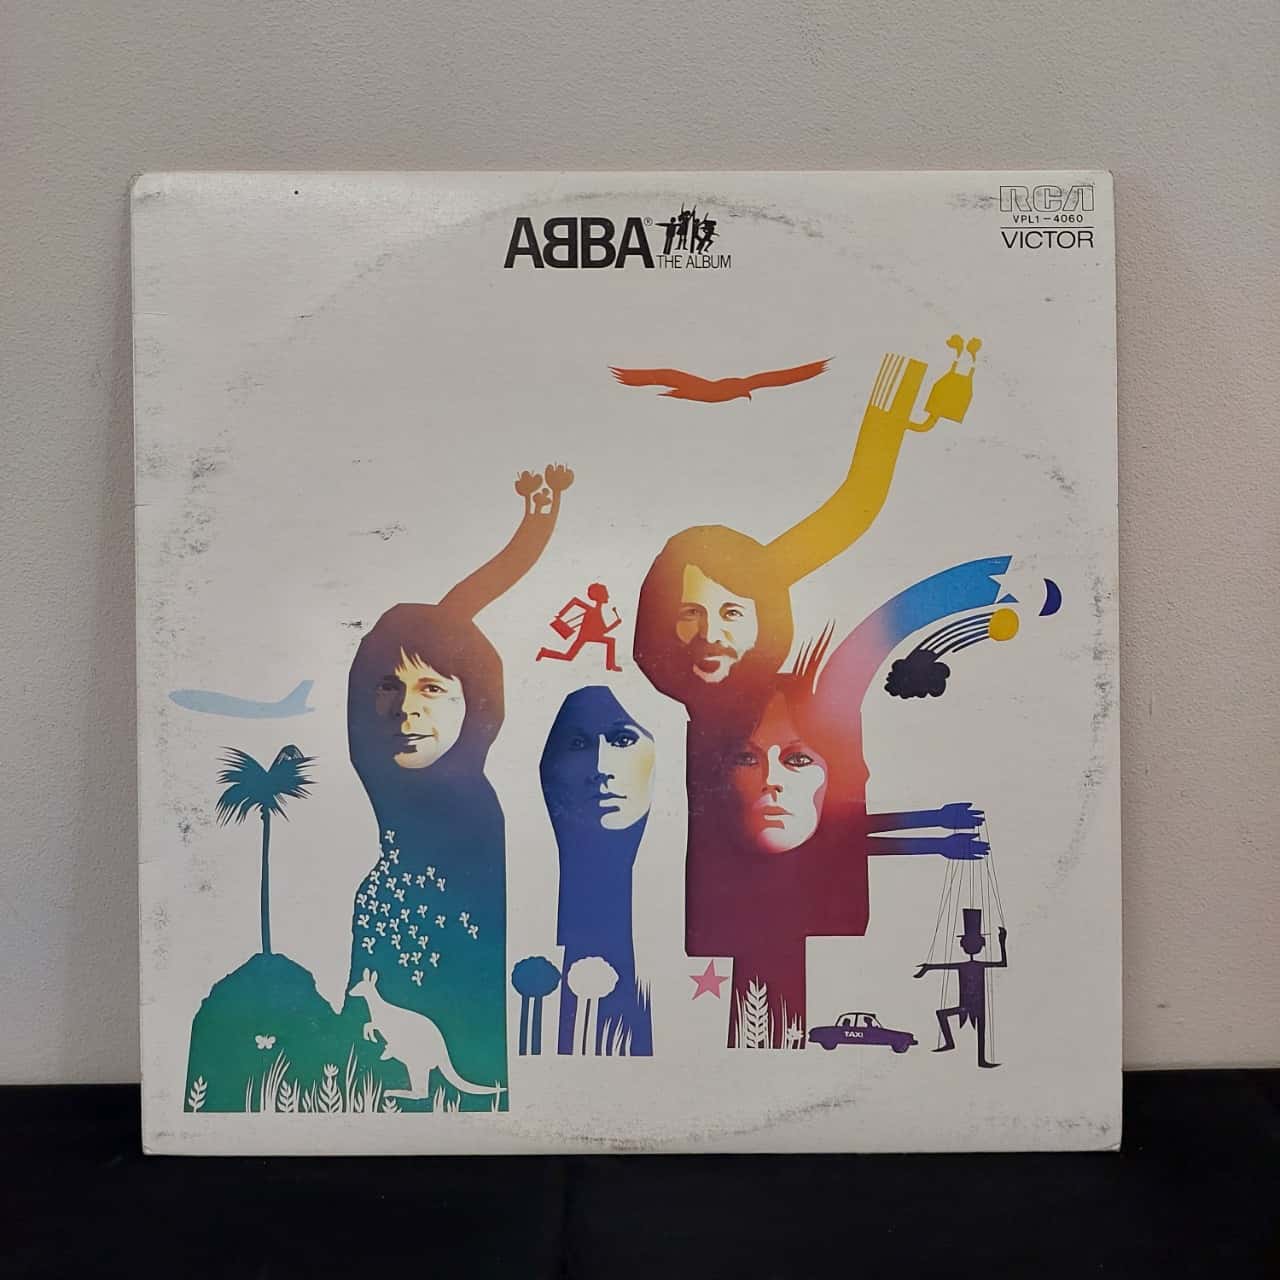 ABBA®
THE ALBUM
RCA
VPL1-4060
VICTOR
TAXI